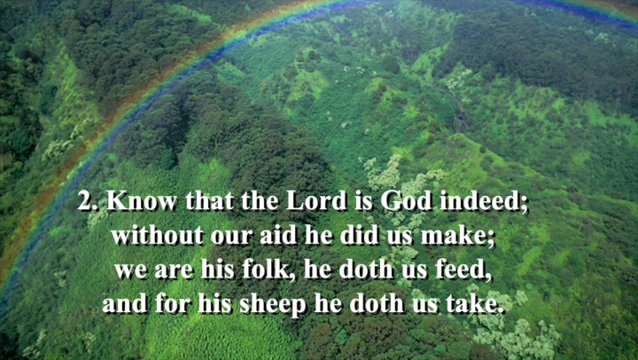 2. Know that the Lord is God indeed;
without our aid he did us make;
we are his folk, he doth us feed,
and for his sheep he doth us take.